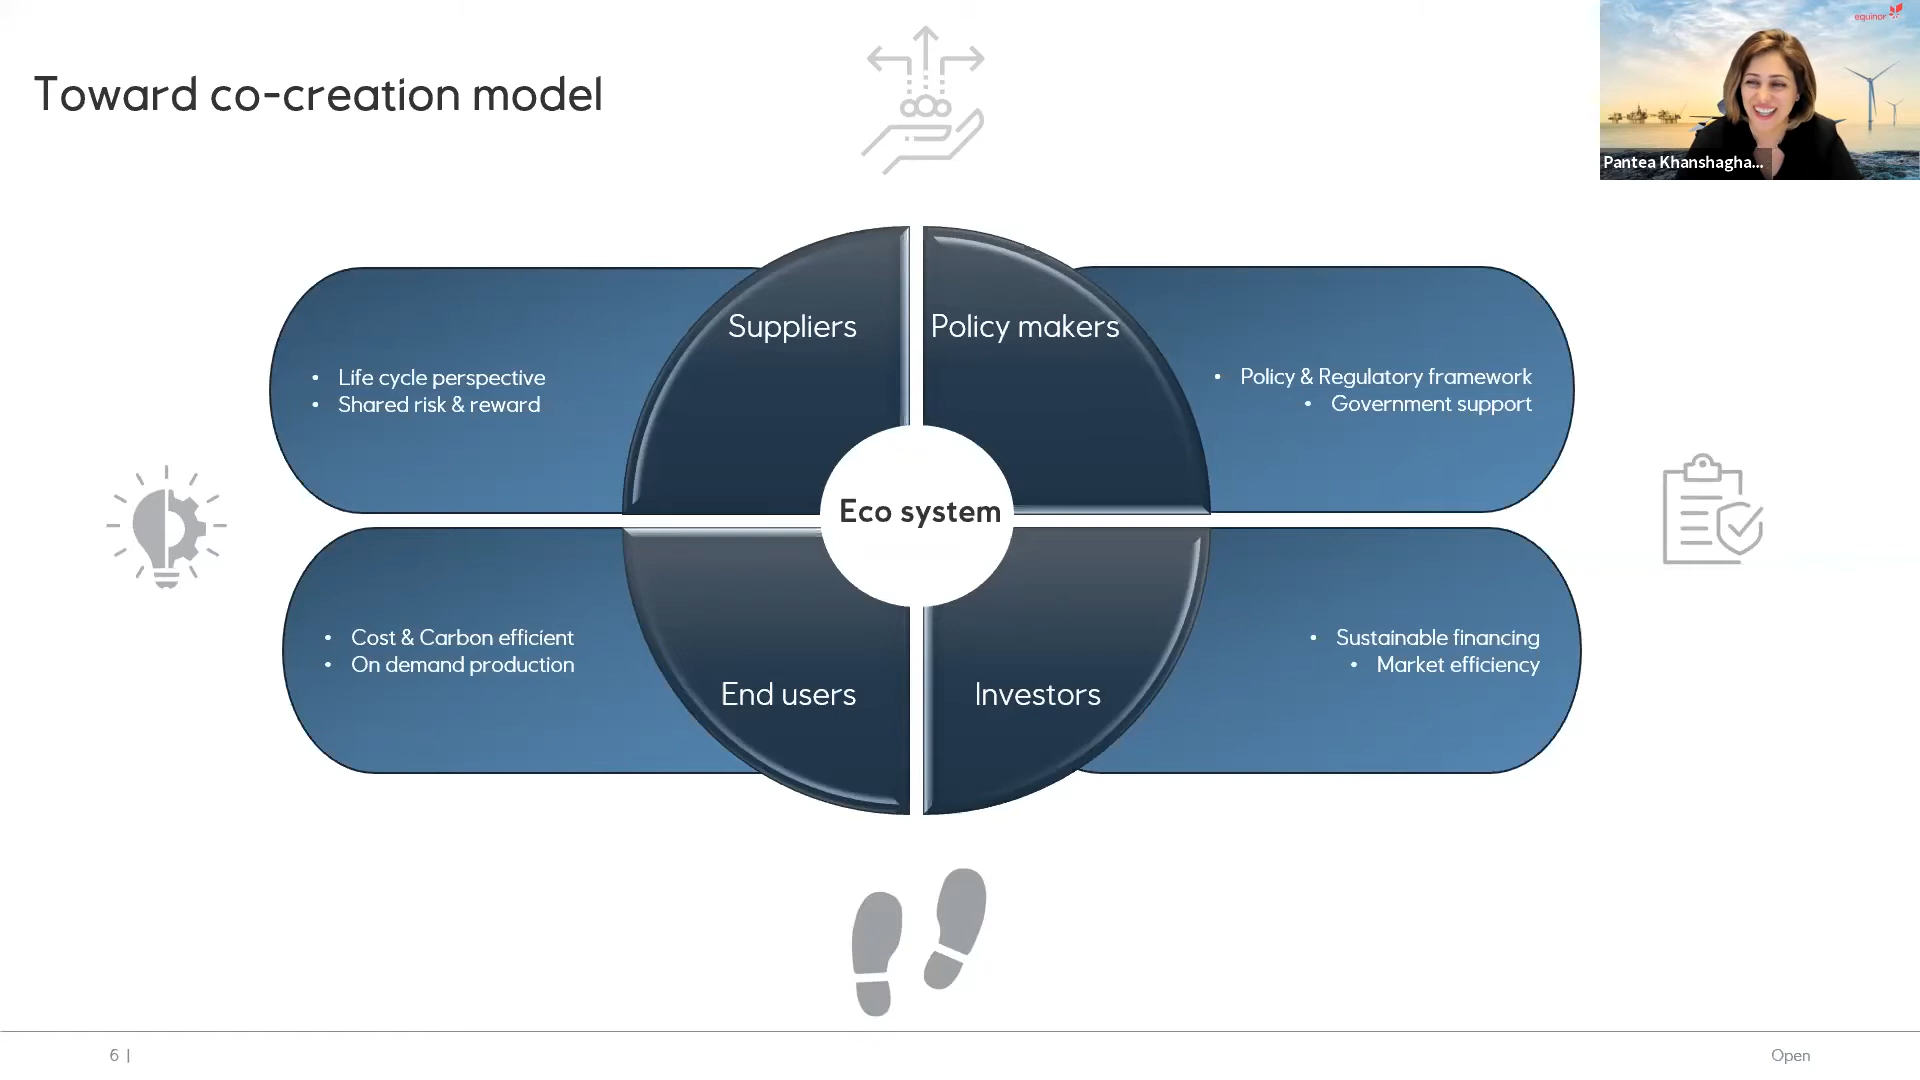 equinor
Toward co-creation model
Pantea Khanshagha...
Suppliers
Policy makers
• Life cycle perspective
• Shared risk & reward
• Policy & Regulatory framework
• Government support
Eco system
• Cost & Carbon efficient
• On demand production
• Sustainable financing
• Market efficiency
End users
Investors
6 |
Open